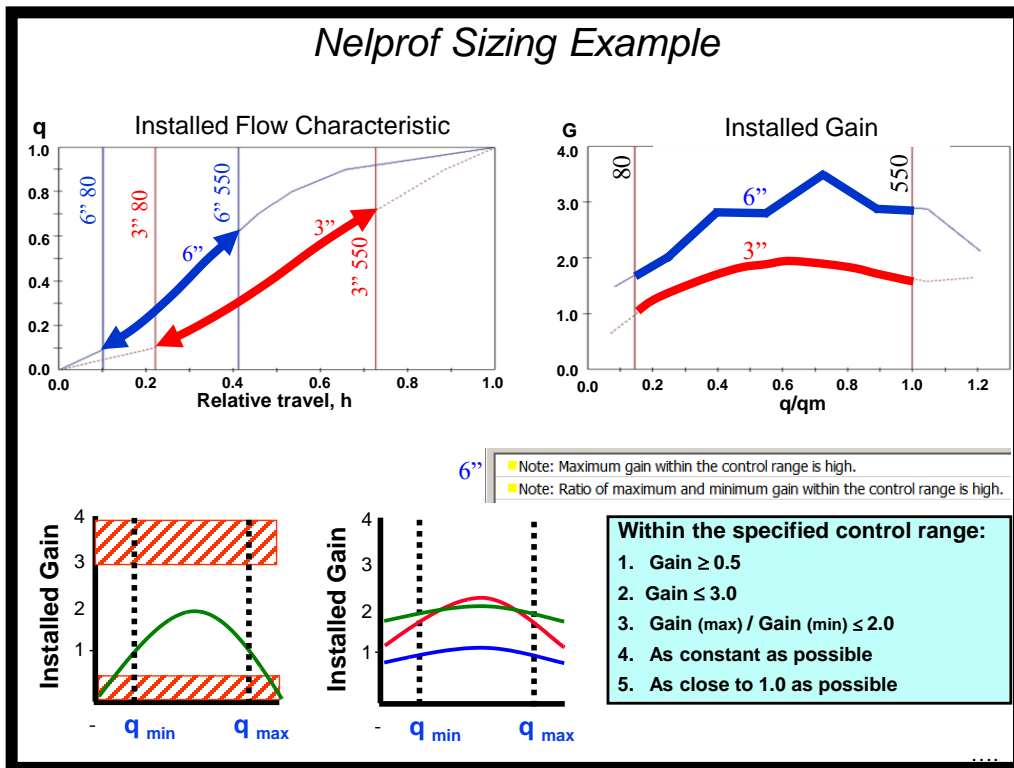 Nelprof Sizing Example
q
Installed Flow Characteristic
1.0
0.8
0.6
0.4
0.2
0.0
6” 80
3” 80
6” 550
6”
3”
3” 550
0.0
0.2
0.4
0.6
0.8
1.0
Relative travel, h
G
Installed Gain
4.0
3.0
2.0
1.0
0.0
80
550
6”
3”
0.0
0.2
0.4
0.6
0.8
1.0
1.2
q/qm
6”
Note: Maximum gain within the control range is high.
Note: Ratio of maximum and minimum gain within the control range is high.
Installed Gain
4
3
2
1
-
q min
q max
Installed Gain
4
3
2
1
-
q min
q max
Within the specified control range:
1. Gain ≥ 0.5
2. Gain ≤ 3.0
3. Gain (max) / Gain (min) ≤ 2.0
4. As constant as possible
5. As close to 1.0 as possible
....